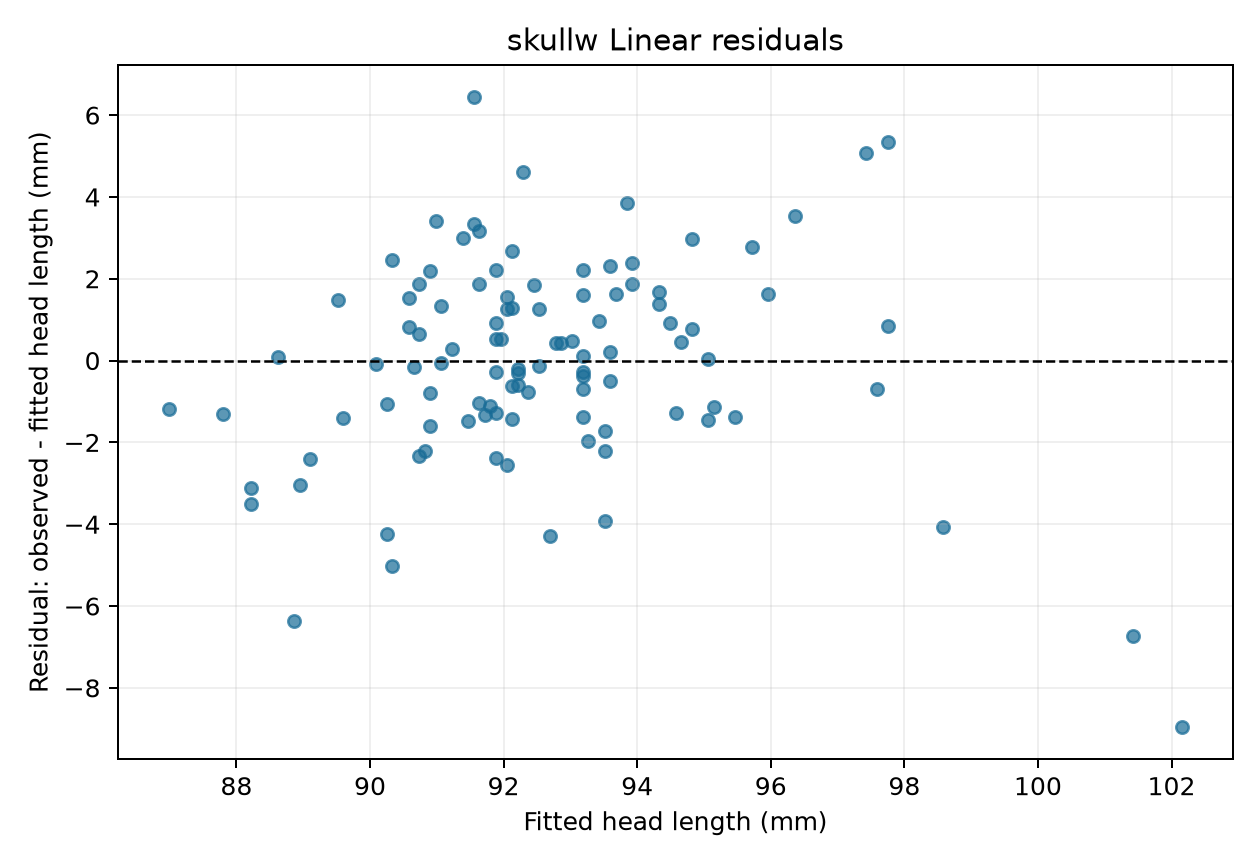 skullw Linear residuals
Residual: observed - fitted head length (mm)
6
4
2
0
−2
−4
−6
−8
88 90 92 94 96 98 100 102
Fitted head length (mm)